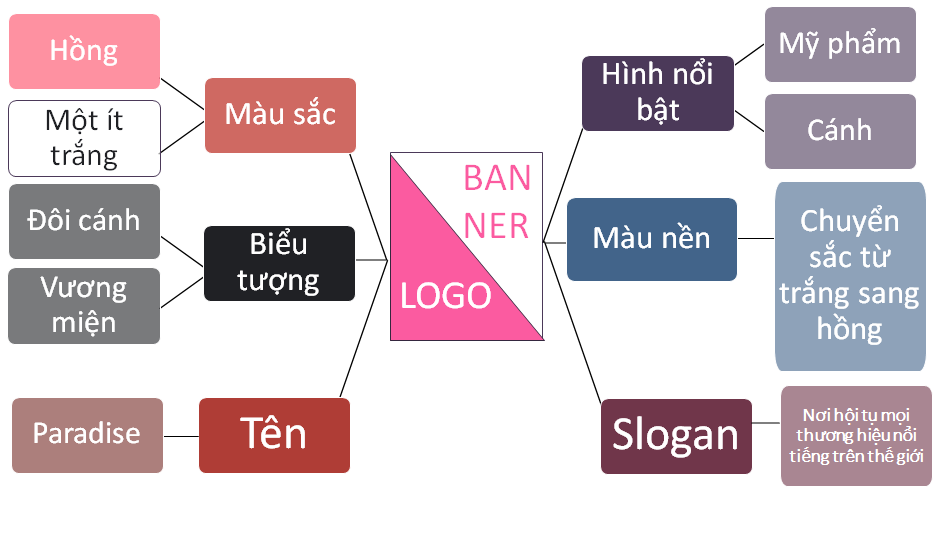 Hồng
Một ít
trắng
Màu sắc
Đôi cánh
Vương
miện
Biểu
tượng
Paradise
Tên
LOGO
BAN
NER
Hình nổi
bật
Mỹ phẩm
Cánh
Màu nền
Chuyển
sắc từ
trắng sang
hồng
Slogan
Nơi hội tụ mọi
thương hiệu nổi
tiếng trên thế giới